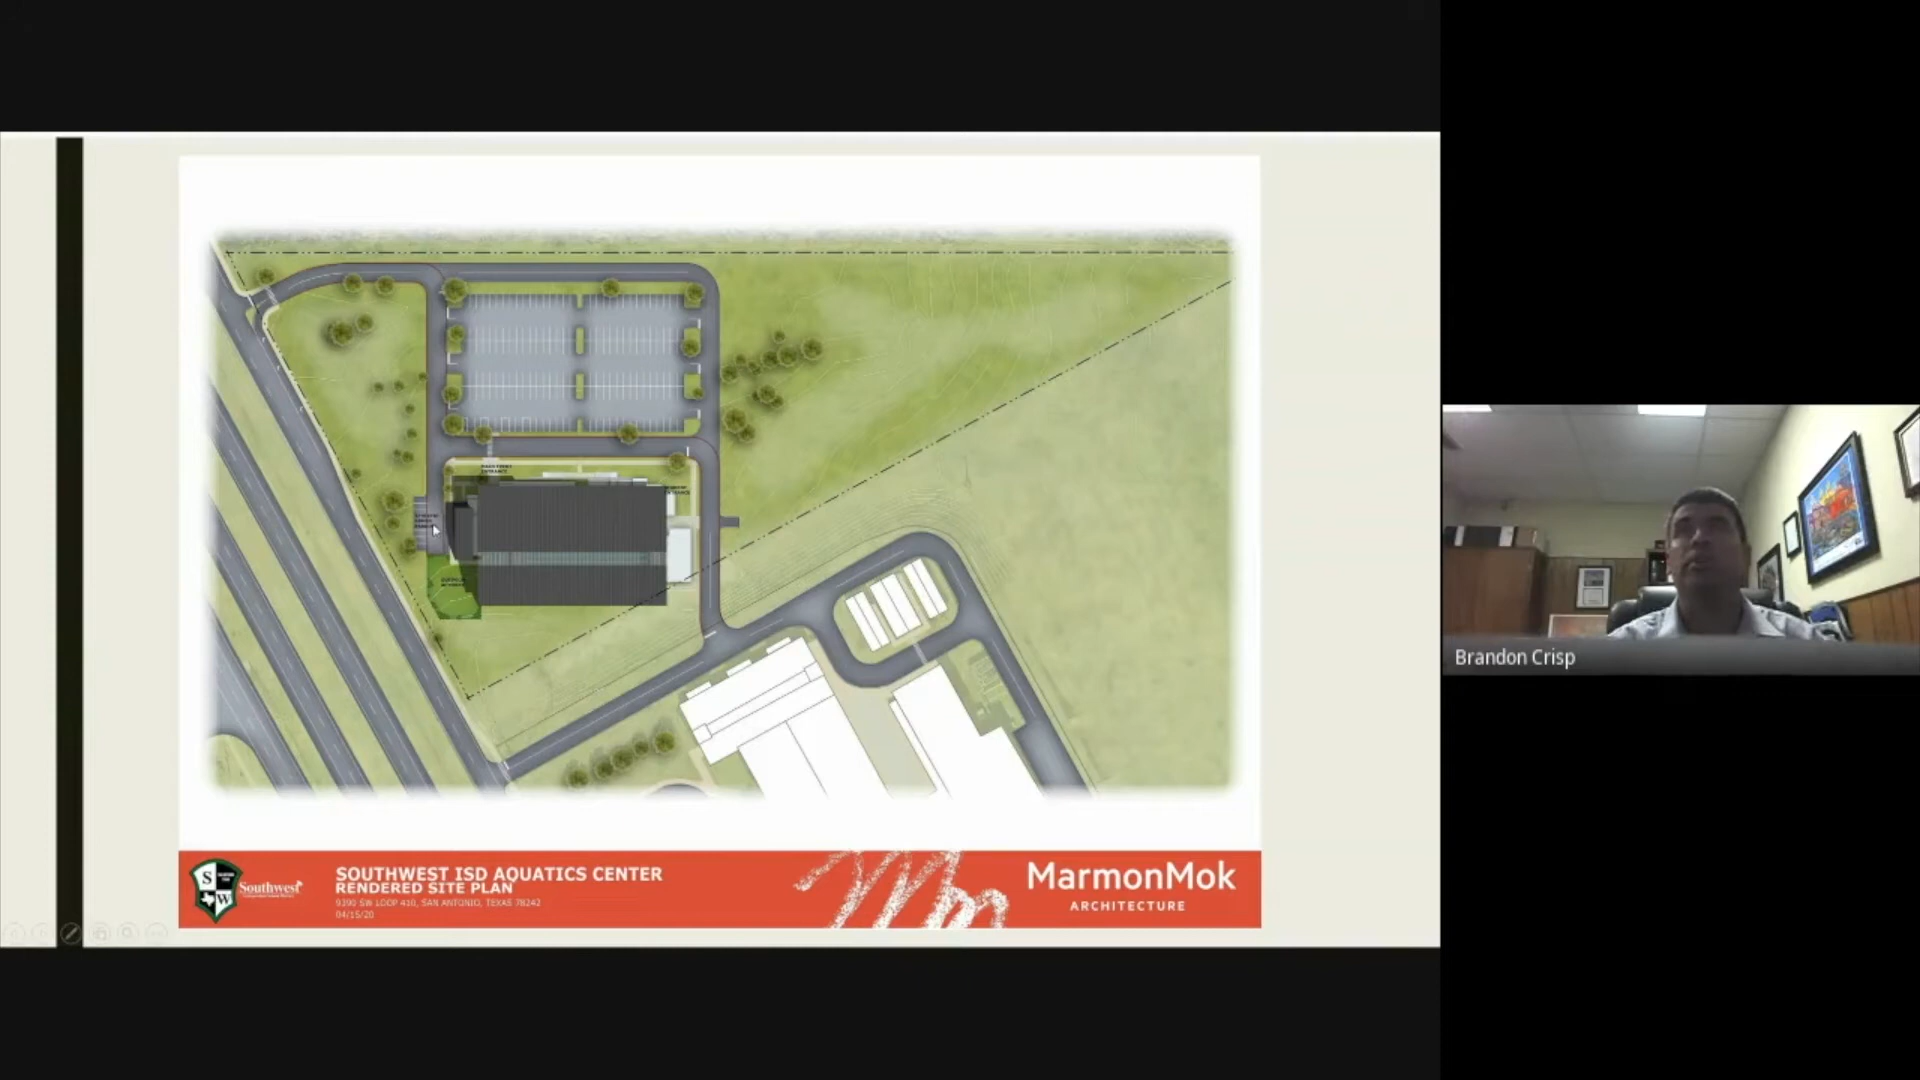 SOUTHWEST ISD AQUATICS CENTER
RENDERED SITE PLAN
9390 SW LOOP 410, SAN ANTONIO, TEXAS 78242
04/15/20
S
W
Southwest
MarmonMok
ARCHITECTURE
Brandon Crisp